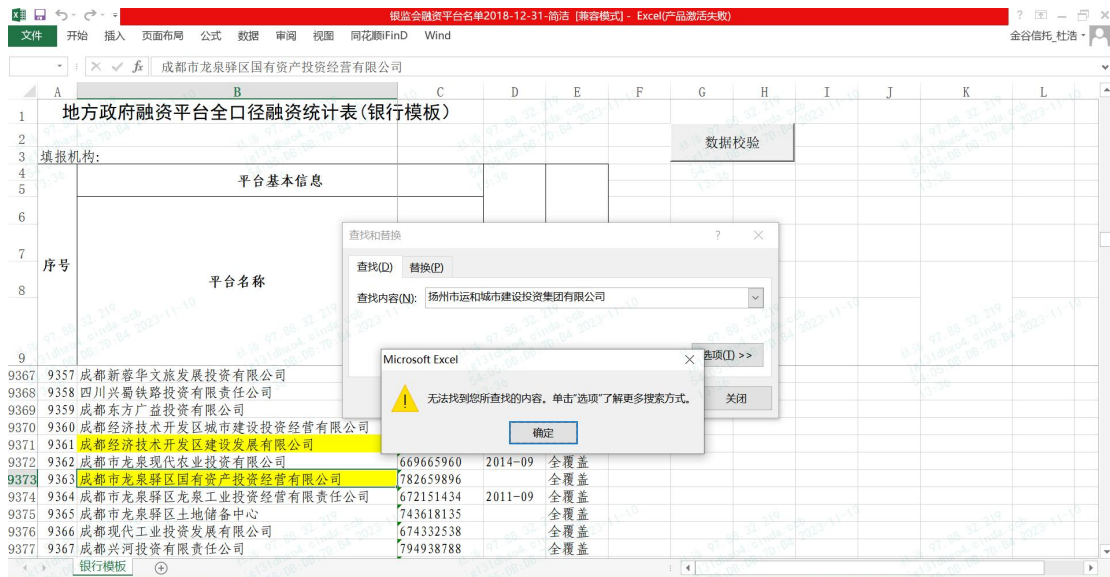 银监会融资平台名单2018-12-31-简洁 [兼容模式] - Excel(产品激活失败)
文件 开始 插入 页面布局 公式 数据 审阅 视图 同花顺iFinD Wind
金谷信托_杜浩
fx 成都市龙泉驿区国有资产投资经营有限公司
A B C D E F G H I J K L
1 地方政府融资平台全口径融资统计表(银行模板)
2
数据校验
3 填报机构:
4
平台基本信息
5
6
查找和替换
7
序号
查找(D) 替换(P)
平台名称
8
查找内容(N): 扬州市运和城市建设投资集团有限公司
选项(T) >>
9
Microsoft Excel
无法找到您所查找的内容。单击“选项”了解更多搜索方式。
关闭
确定
9367 9357 成都新蓉华文旅发展投资有限公司
9368 9358 四川兴蜀铁路投资有限责任公司
9369 9359 成都东方广益投资有限公司
9370 9360 成都经济技术开发区城市建设投资经营有限公司
9371 9361 成都经济技术开发区建设发展有限公司
9372 9362 成都市龙泉现代农业投资有限公司 669665960 2014-09 全覆盖
9373 9363 成都市龙泉驿区国有资产投资经营有限公司 782659896 全覆盖
9374 9364 成都市龙泉驿区龙泉工业投资经营有限责任公司 672151434 2011-09 全覆盖
9375 9365 成都市龙泉驿区土地储备中心 743618135 全覆盖
9376 9366 成都现代工业投资发展有限公司 674332538 全覆盖
9377 9367 成都兴河投资有限责任公司 794938788 全覆盖
银行模板